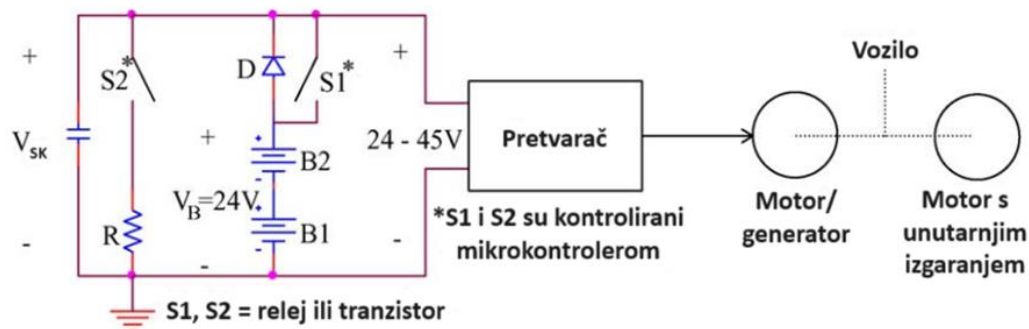 +
S2*
D
S1*
+
Vozilo
V_SK
+
B2
24 - 45V
Pretvarač
V_B=24V
R
B1
*S1 i S2 su kontrolirani
mikrokontrolerom
Motor/
generator
Motor s
unutarnjim
izgaranjem
-
-
-
S1, S2 = relej ili tranzistor